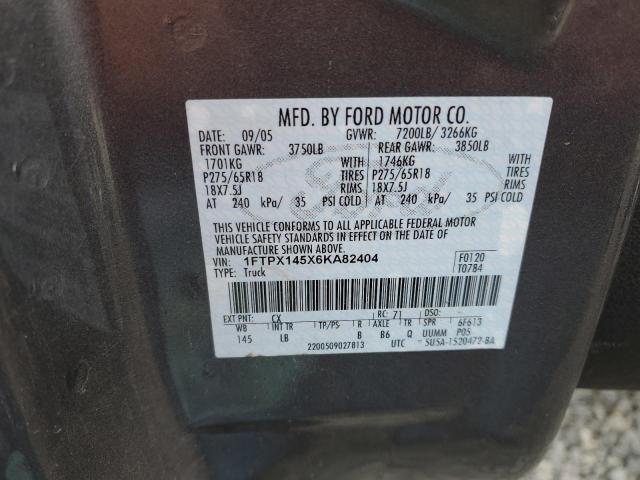 MFD. BY FORD MOTOR CO.
DATE: 09/05 GVWR: 7200LB/ 3266KG
FRONT GAWR: 3750LB REAR GAWR: 3850LB
1701KG WITH 1746KG WITH
P275/65R18 TIRES P275/65R18 TIRES
18X7.5J RIMS 18X7.5J RIMS
AT 240 kPa/ 35 PSI COLD AT 240 kPa/ 35 PSI COLD
THIS VEHICLE CONFORMS TO ALL APPLICABLE FEDERAL MOTOR
VEHICLE SAFETY STANDARDS IN EFFECT ON THE DATE OF
MANUFACTURE SHOWN ABOVE.
VIN: 1FTPX145X6KA82404 F0120
TYPE: Truck T0784
EXT PNT: CX RC: 71 DSO:
WB INT TR TP/PS R AXLE TR SPR 6F613
145 LB B B6 Q UUMM P05
2200509027813 UTC 5U5A-1520472-BA
Ford